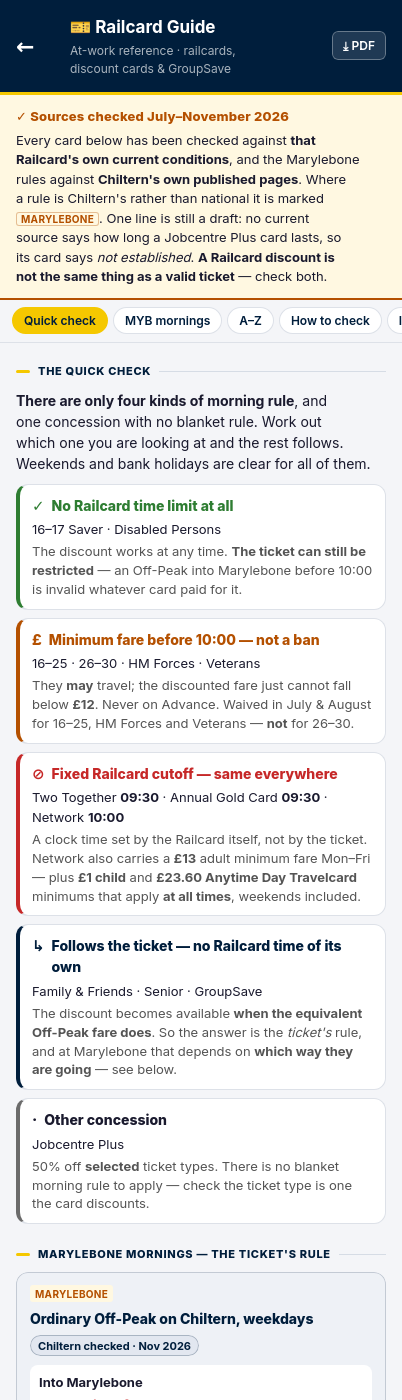 ← 🎫 Railcard Guide
At-work reference · railcards,
discount cards & GroupSave
⤓ PDF
✓ Sources checked July–November 2026
Every card below has been checked against that
Railcard's own current conditions, and the Marylebone
rules against Chiltern's own published pages. Where
a rule is Chiltern's rather than national it is marked
MARYLEBONE. One line is still a draft: no current
source says how long a Jobcentre Plus card lasts, so
its card says not established. A Railcard discount is
not the same thing as a valid ticket — check both.
Quick check MYB mornings A–Z How to check
THE QUICK CHECK
There are only four kinds of morning rule, and
one concession with no blanket rule. Work out
which one you are looking at and the rest follows.
Weekends and bank holidays are clear for all of them.
✓ No Railcard time limit at all
16–17 Saver · Disabled Persons
The discount works at any time. The ticket can still be
restricted — an Off-Peak into Marylebone before 10:00
is invalid whatever card paid for it.
£ Minimum fare before 10:00 — not a ban
16–25 · 26–30 · HM Forces · Veterans
They may travel; the discounted fare just cannot fall
below £12. Never on Advance. Waived in July & August
for 16–25, HM Forces and Veterans — not for 26–30.
⊘ Fixed Railcard cutoff — same everywhere
Two Together 09:30 · Annual Gold Card 09:30 ·
Network 10:00
A clock time set by the Railcard itself, not by the ticket.
Network also carries a £13 adult minimum fare Mon–Fri
— plus £1 child and £23.60 Anytime Day Travelcard
minimums that apply at all times, weekends included.
↳ Follows the ticket — no Railcard time of its
own
Family & Friends · Senior · GroupSave
The discount becomes available when the equivalent
Off-Peak fare does. So the answer is the ticket's rule,
and at Marylebone that depends on which way they
are going — see below.
· Other concession
Jobcentre Plus
50% off selected ticket types. There is no blanket
morning rule to apply — check the ticket type is one
the card discounts.
MARYLEBONE MORNINGS — THE TICKET'S RULE
MARYLEBONE
Ordinary Off-Peak on Chiltern, weekdays
Chiltern checked · Nov 2026
Into Marylebone